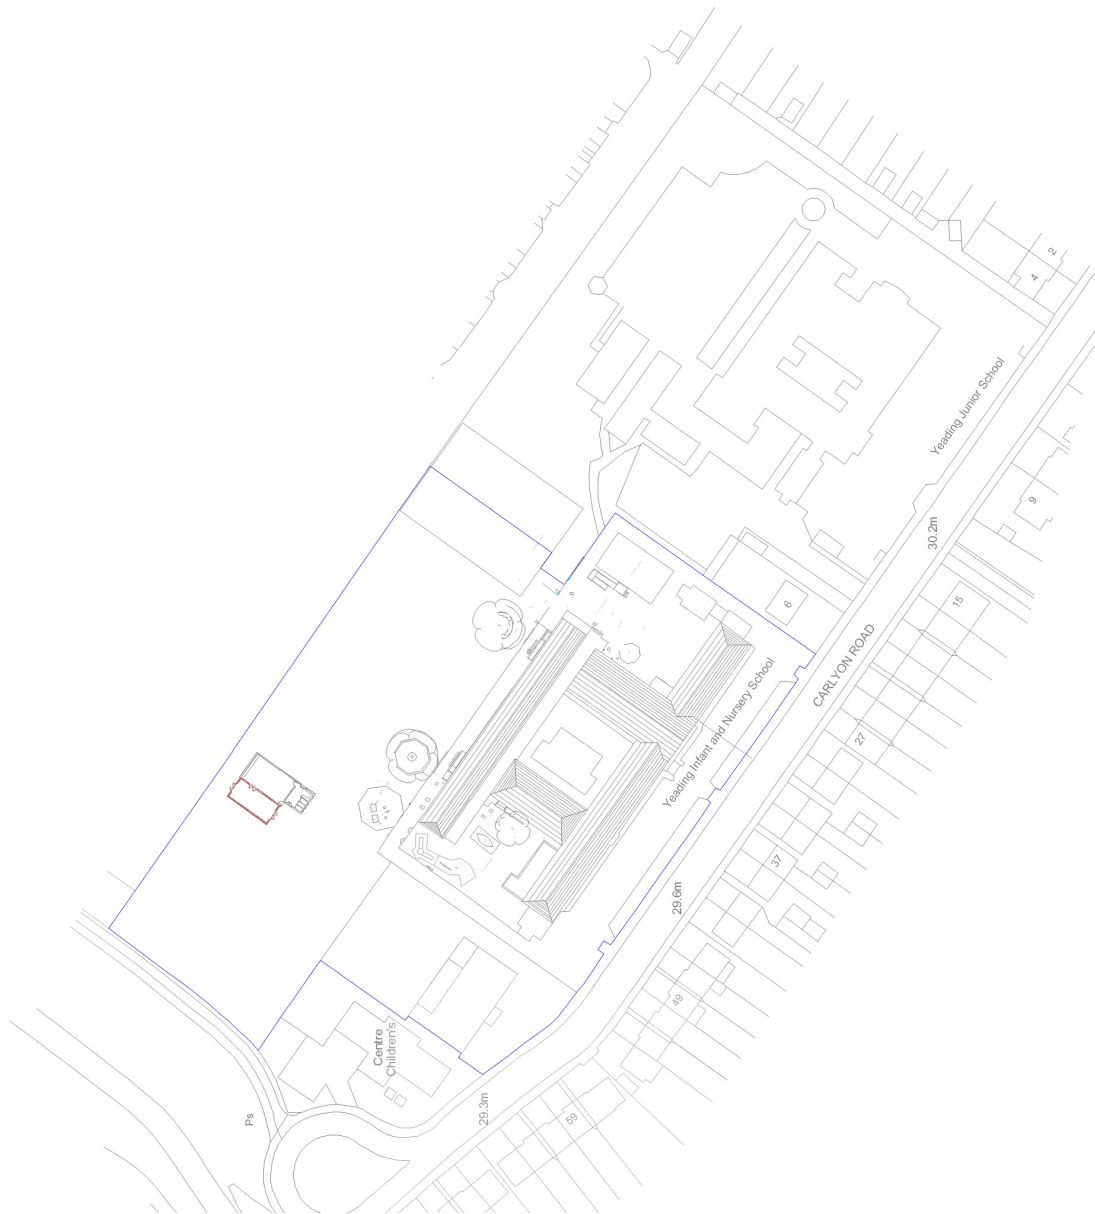 2
4
Yeading Junior School
9
30.2m
15
6
CARLYON ROAD
Yeading Infant and Nursery School
27
37
29.6m
49
Centre
Children's
29.3m
59
Ps